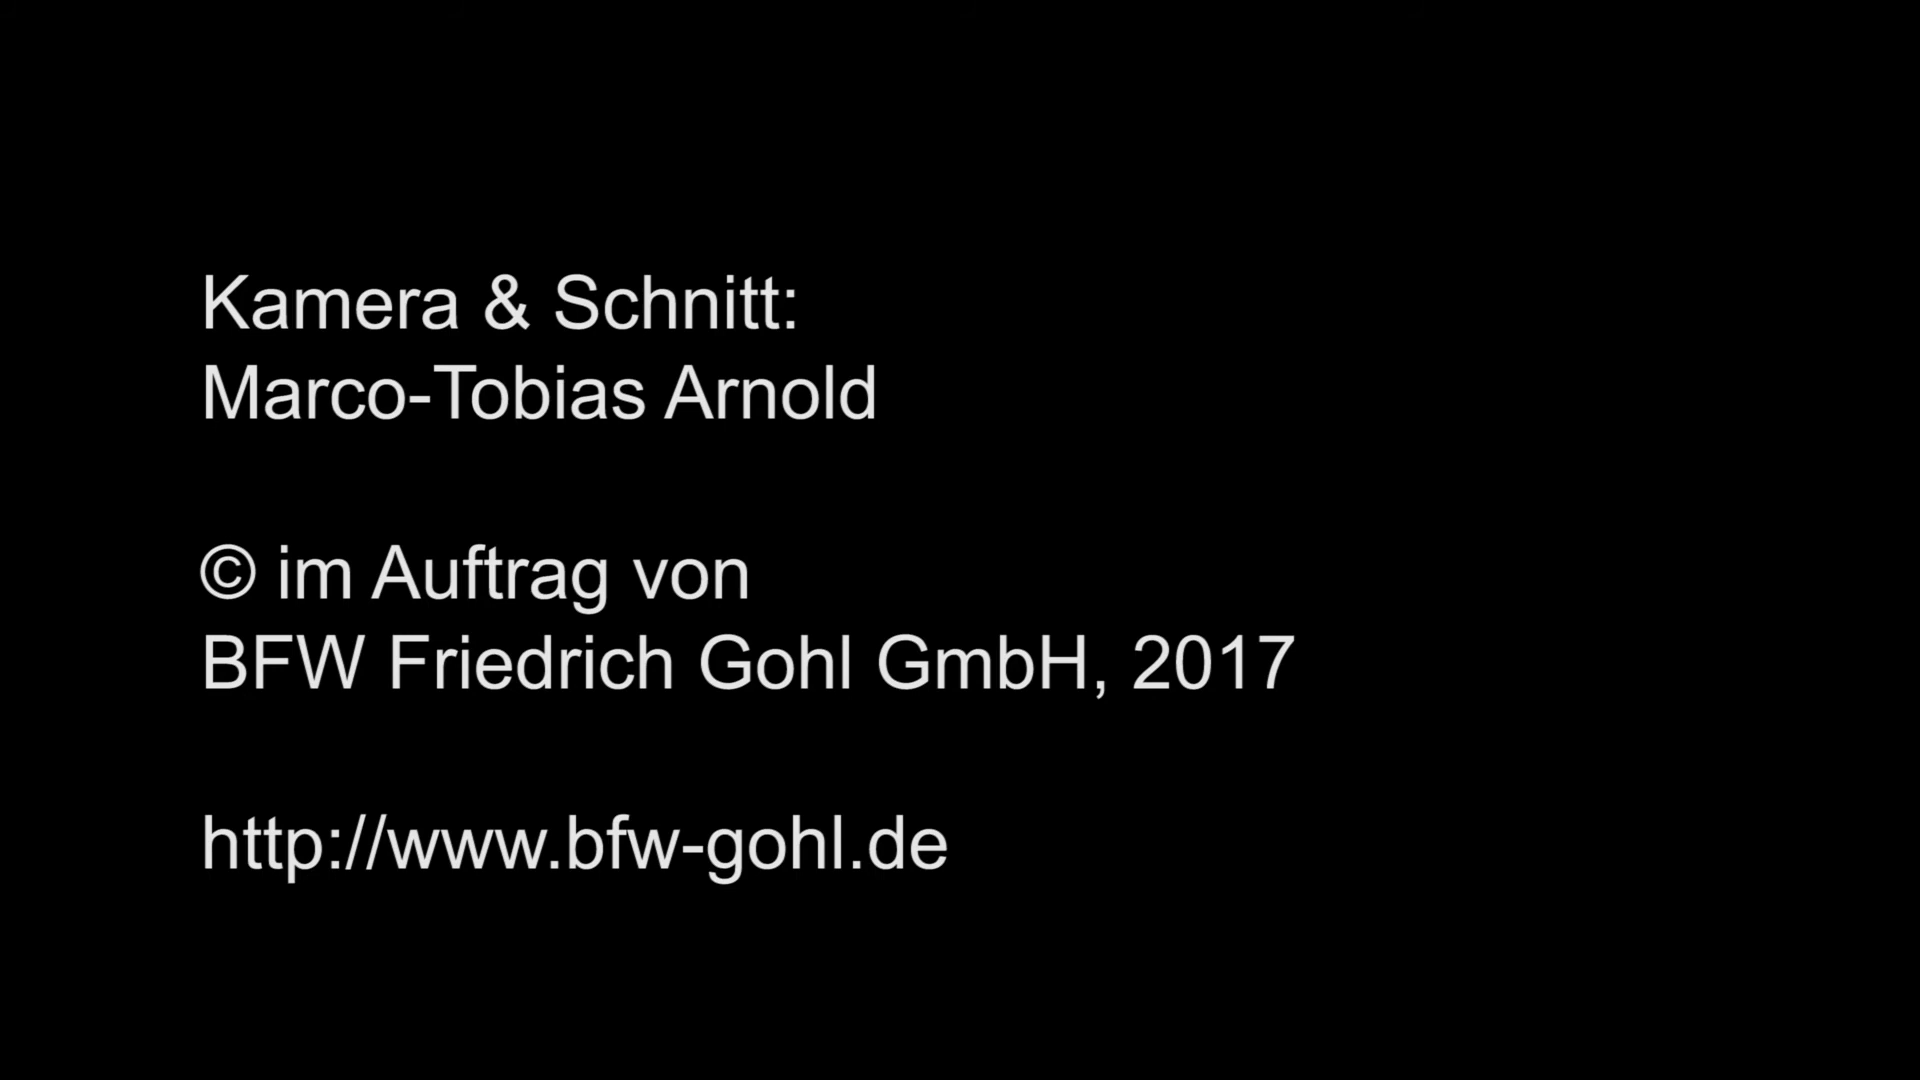 Kamera & Schnitt:
Marco-Tobias Arnold
© im Auftrag von
BFW Friedrich Gohl GmbH, 2017
http://www.bfw-gohl.de